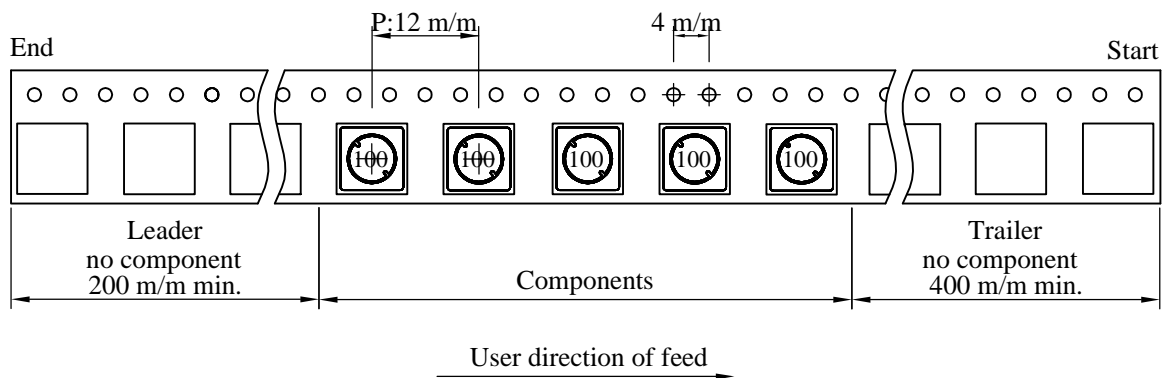 P:12 m/m
4 m/m
End
Start
100
100
100
100
100
Leader
no component
200 m/m min.
Components
Trailer
no component
400 m/m min.
User direction of feed